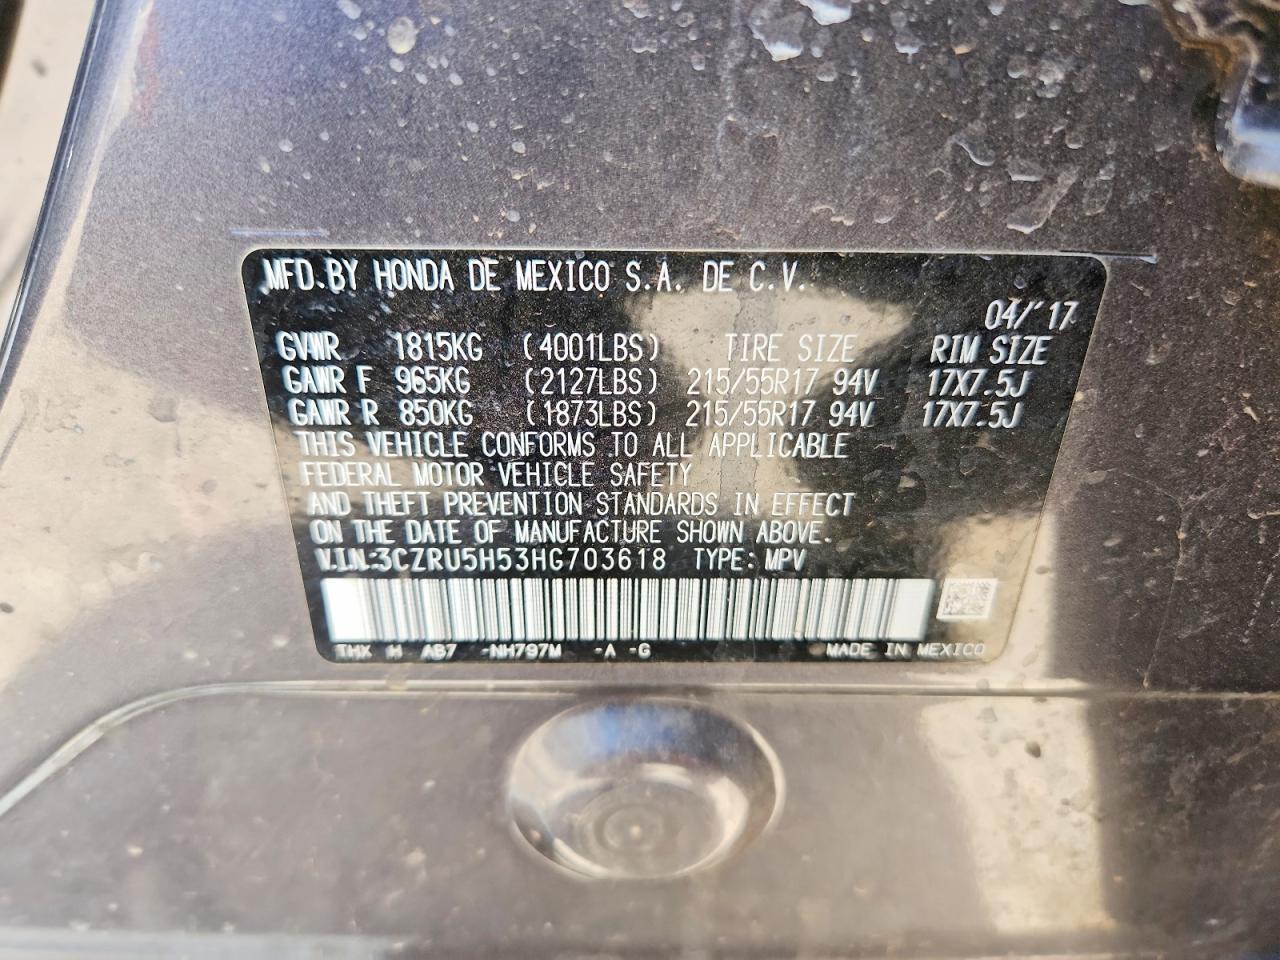 MFD.BY HONDA DE MEXICO S.A. DE C.V.
04/'17
GVWR 1815KG (4001LBS) TIRE SIZE RIM SIZE
GAWR F 965KG (2127LBS) 215/55R17 94V 17X7.5J
GAWR R 850KG (1873LBS) 215/55R17 94V 17X7.5J
THIS VEHICLE CONFORMS TO ALL APPLICABLE
FEDERAL MOTOR VEHICLE SAFETY
AND THEFT PREVENTION STANDARDS IN EFFECT
ON THE DATE OF MANUFACTURE SHOWN ABOVE.
V.I.N:3CZRU5H53HG703618 TYPE: MPV
THX H AB7 -NH797M -A -G MADE IN MEXICO